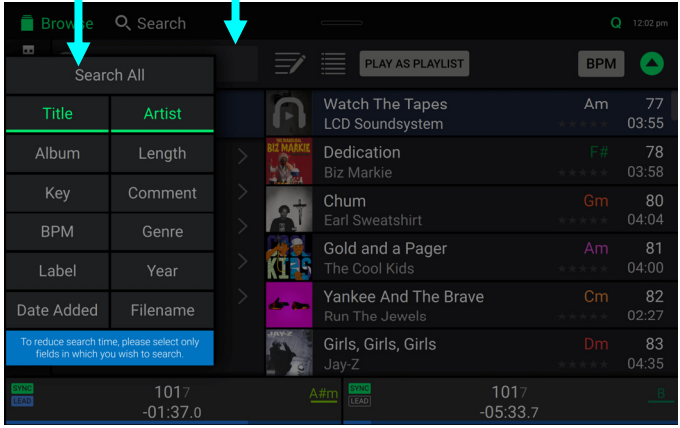 Browse Search Q 12:02 pm
PLAY AS PLAYLIST BPM
Search All
Title Artist
Album Length
Key Comment
BPM Genre
Label Year
Date Added Filename
To reduce search time, please select only
fields in which you wish to search.
Watch The Tapes Am 77
LCD Soundsystem 03:55
BIZ MARKIE
Dedication F# 78
Biz Markie 03:58
Chum Gm 80
Earl Sweatshirt 04:04
KIDS
Gold and a Pager Am 81
The Cool Kids 04:00
Yankee And The Brave Cm 82
Run The Jewels 02:27
JAY-Z
Girls, Girls, Girls Dm 83
Jay-Z 04:35
SYNC
LEAD
1017
-01:37.0
A#m
SYNC
LEAD
1017
-05:33.7
B